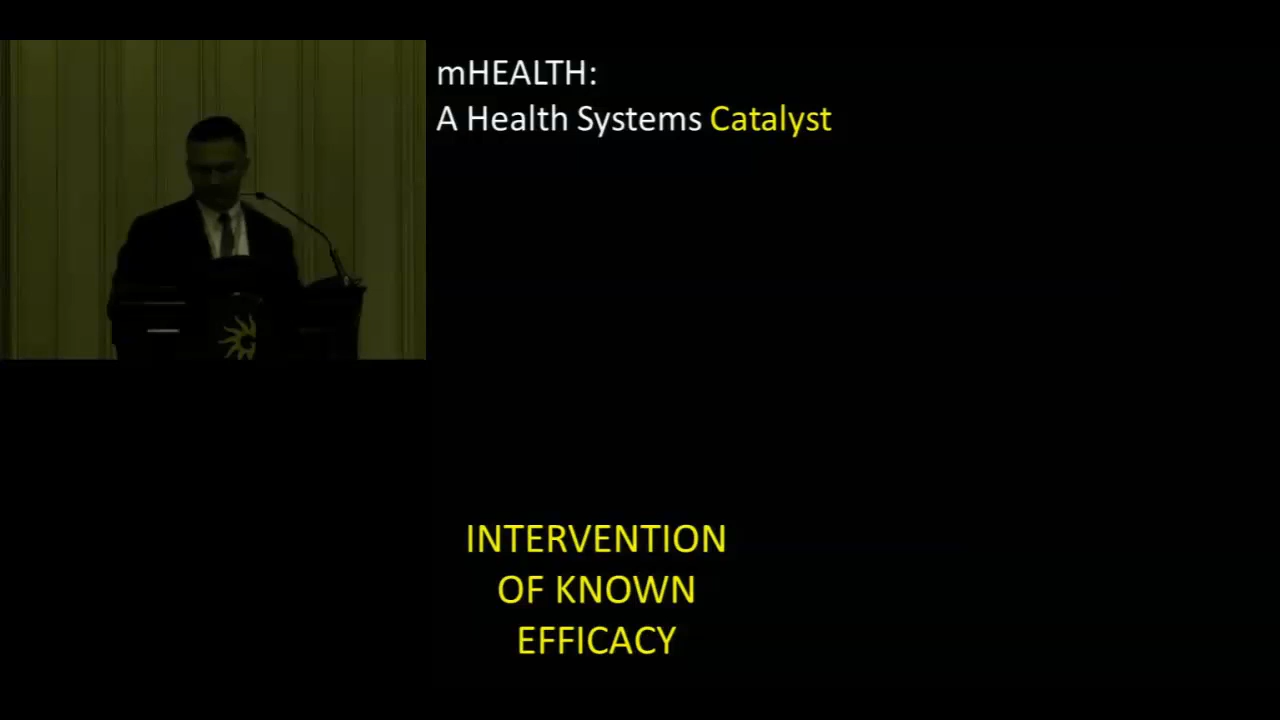 mHEALTH:
A Health Systems Catalyst
INTERVENTION
OF KNOWN
EFFICACY